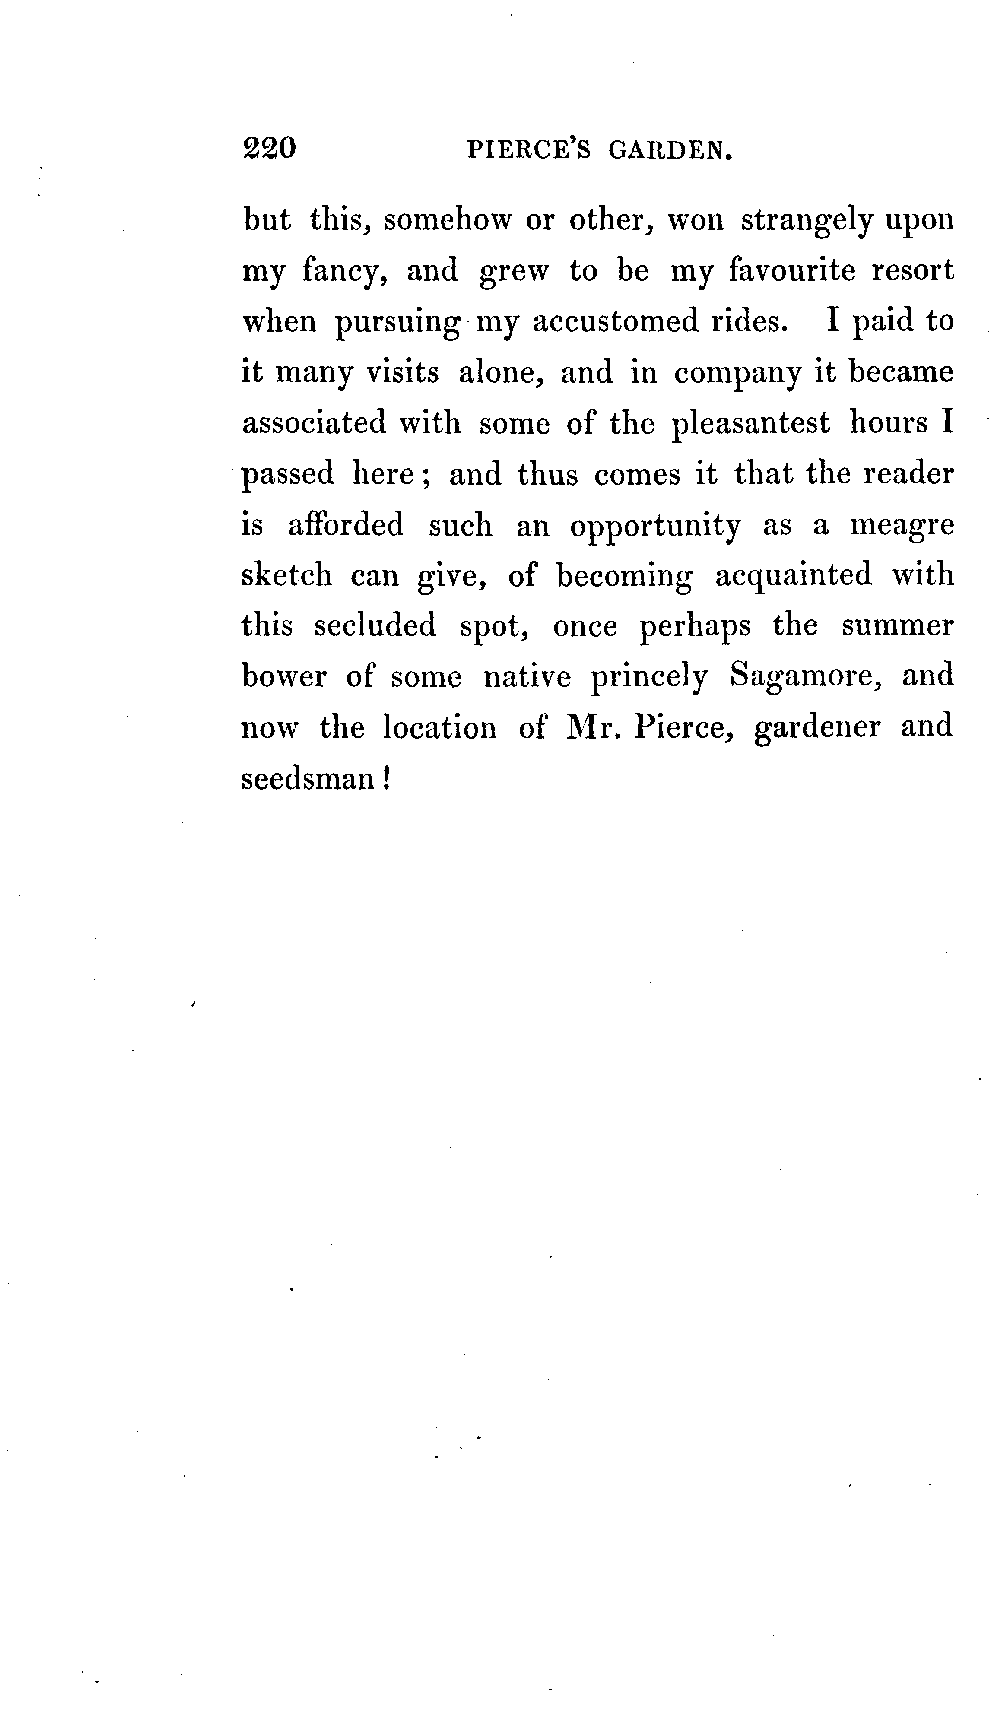 220 PIERCE'S GARDEN.
but this, somehow or other, won strangely upon
my fancy, and grew to be my favourite resort
when pursuing my accustomed rides. I paid to
it many visits alone, and in company it became
associated with some of the pleasantest hours I
passed here; and thus comes it that the reader
is afforded such an opportunity as a meagre
sketch can give, of becoming acquainted with
this secluded spot, once perhaps the summer
bower of some native princely Sagamore, and
now the location of Mr. Pierce, gardener and
seedsman!